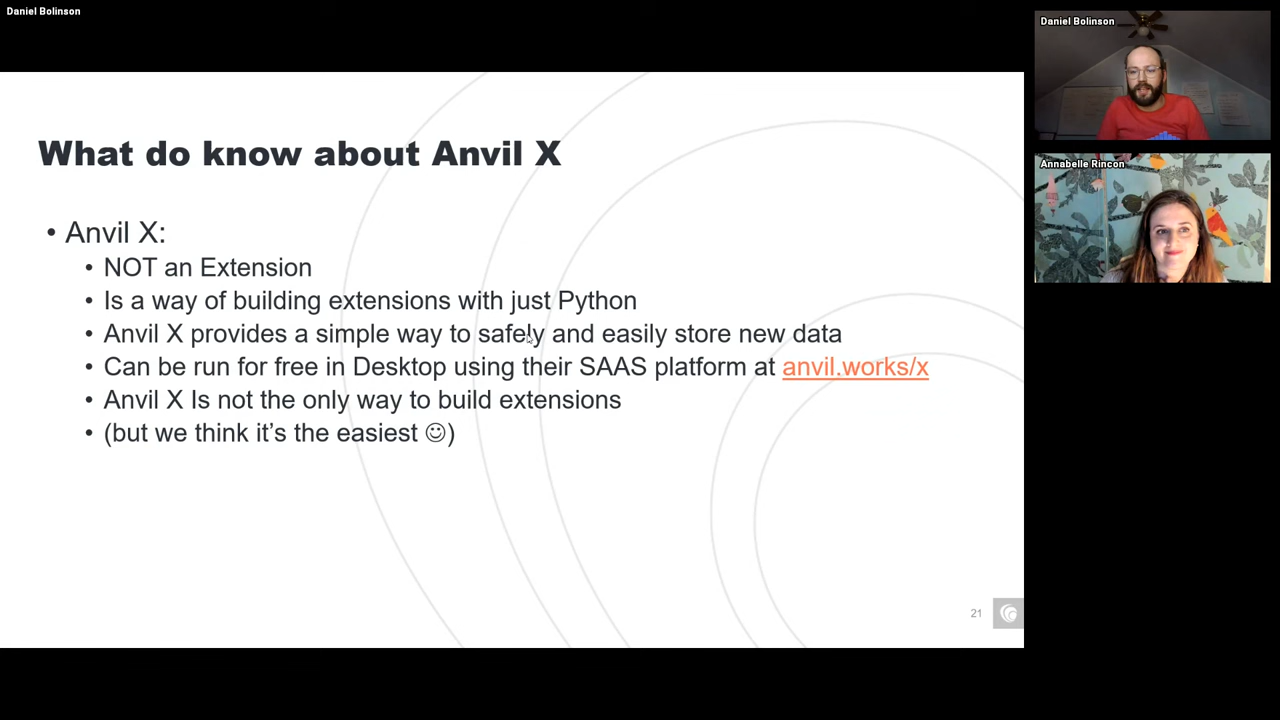 Daniel Bolinson
Daniel Bolinson
Annabelle Rincon
What do know about Anvil X
• Anvil X:
• NOT an Extension
• Is a way of building extensions with just Python
• Anvil X provides a simple way to safely and easily store new data
• Can be run for free in Desktop using their SAAS platform at anvil.works/x
• Anvil X Is not the only way to build extensions
• (but we think it's the easiest ☺)
21